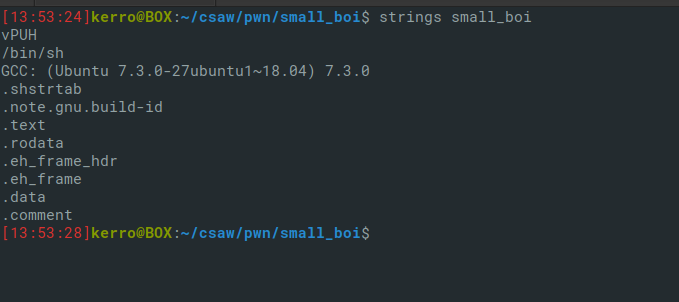 [13:53:24]kerro@BOX:~/csaw/pwn/small_boi$ strings small_boi
vPUH
/bin/sh
GCC: (Ubuntu 7.3.0-27ubuntu1~18.04) 7.3.0
.shstrtab
.note.gnu.build-id
.text
.rodata
.eh_frame_hdr
.eh_frame
.data
.comment
[13:53:28]kerro@BOX:~/csaw/pwn/small_boi$